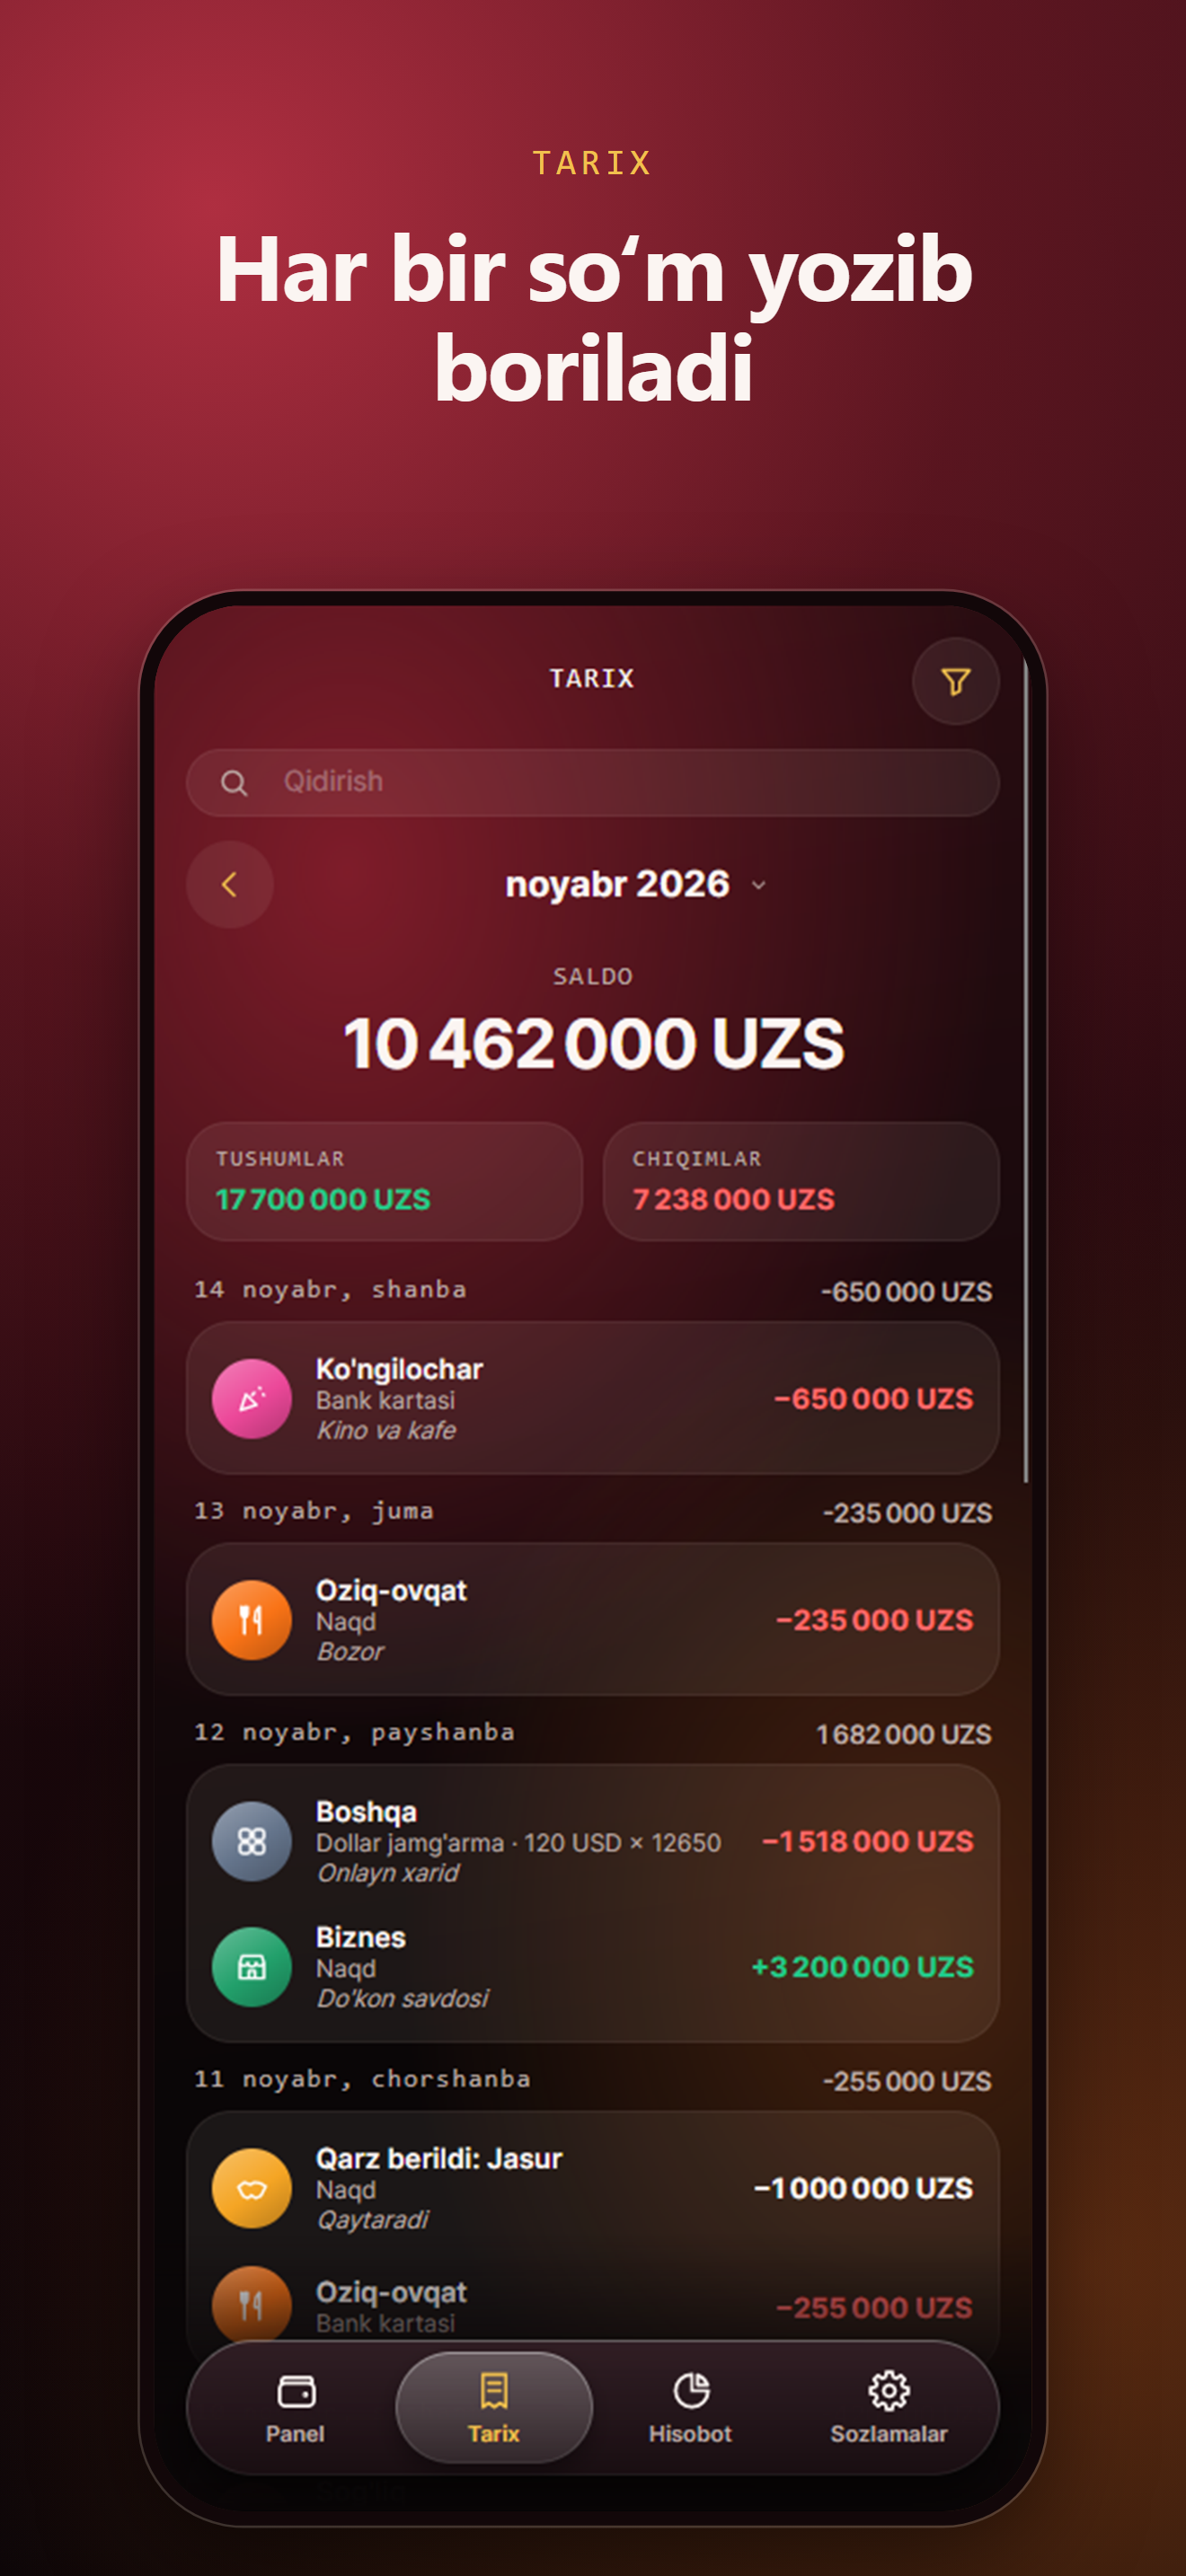 TARIX
Har bir so‘m yozib
boriladi
TARIX
Qidirish
noyabr 2026
SALDO
10 462 000 UZS
TUSHUMLAR
CHIQIMLAR
17 700 000 UZS
7 238 000 UZS
14 noyabr, shanba
-650 000 UZS
Ko'ngilochar
Bank kartasi
−650 000 UZS
Kino va kafe
13 noyabr, juma
-235 000 UZS
Oziq-ovqat
Naqd
−235 000 UZS
Bozor
12 noyabr, payshanba
1 682 000 UZS
Boshqa
Dollar jamg'arma · 120 USD × 12650
−1 518 000 UZS
Onlayn xarid
Biznes
Naqd
+3 200 000 UZS
Do'kon savdosi
11 noyabr, chorshanba
-255 000 UZS
Qarz berildi: Jasur
Naqd
−1 000 000 UZS
Qaytaradi
Oziq-ovqat
Bank kartasi
−255 000 UZS
Panel
Tarix
Hisobot
Sozlamalar